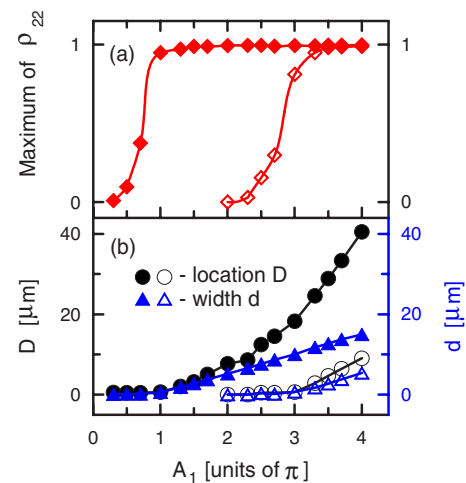 Maximum of ρ22
(a)
1
0
1
0
(b)
- location D
- width d
D [μm]
40
20
0
d [μm]
40
20
0
0 1 2 3 4
A1 [units of π]